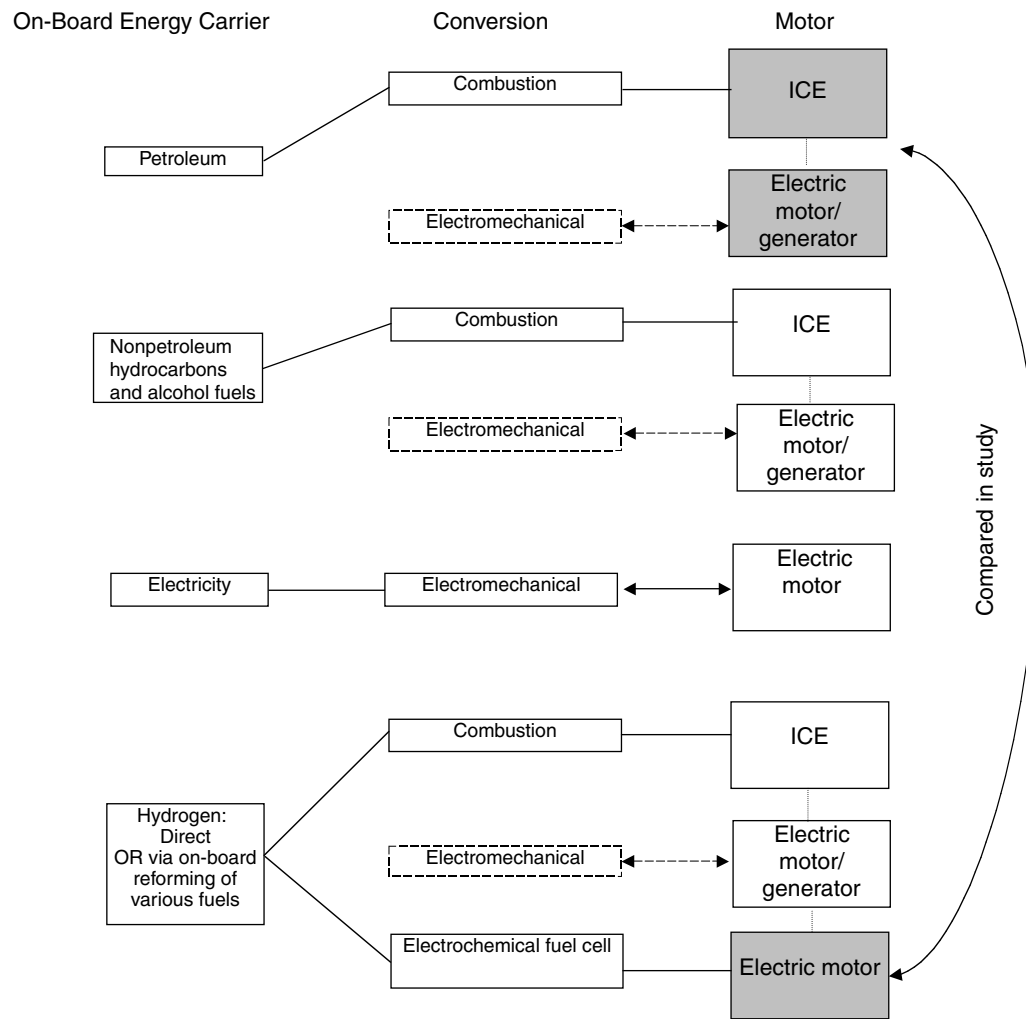 On-Board Energy Carrier
Conversion
Motor
Combustion
ICE
Petroleum
Electromechanical
Electric
motor/
generator
Combustion
ICE
Nonpetroleum
hydrocarbons
and alcohol fuels
Electromechanical
Electric
motor/
generator
Compared in study
Electricity
Electromechanical
Electric
motor
Combustion
ICE
Hydrogen:
Direct
OR via on-board
reforming of
various fuels
Electromechanical
Electric
motor/
generator
Electrochemical fuel cell
Electric motor